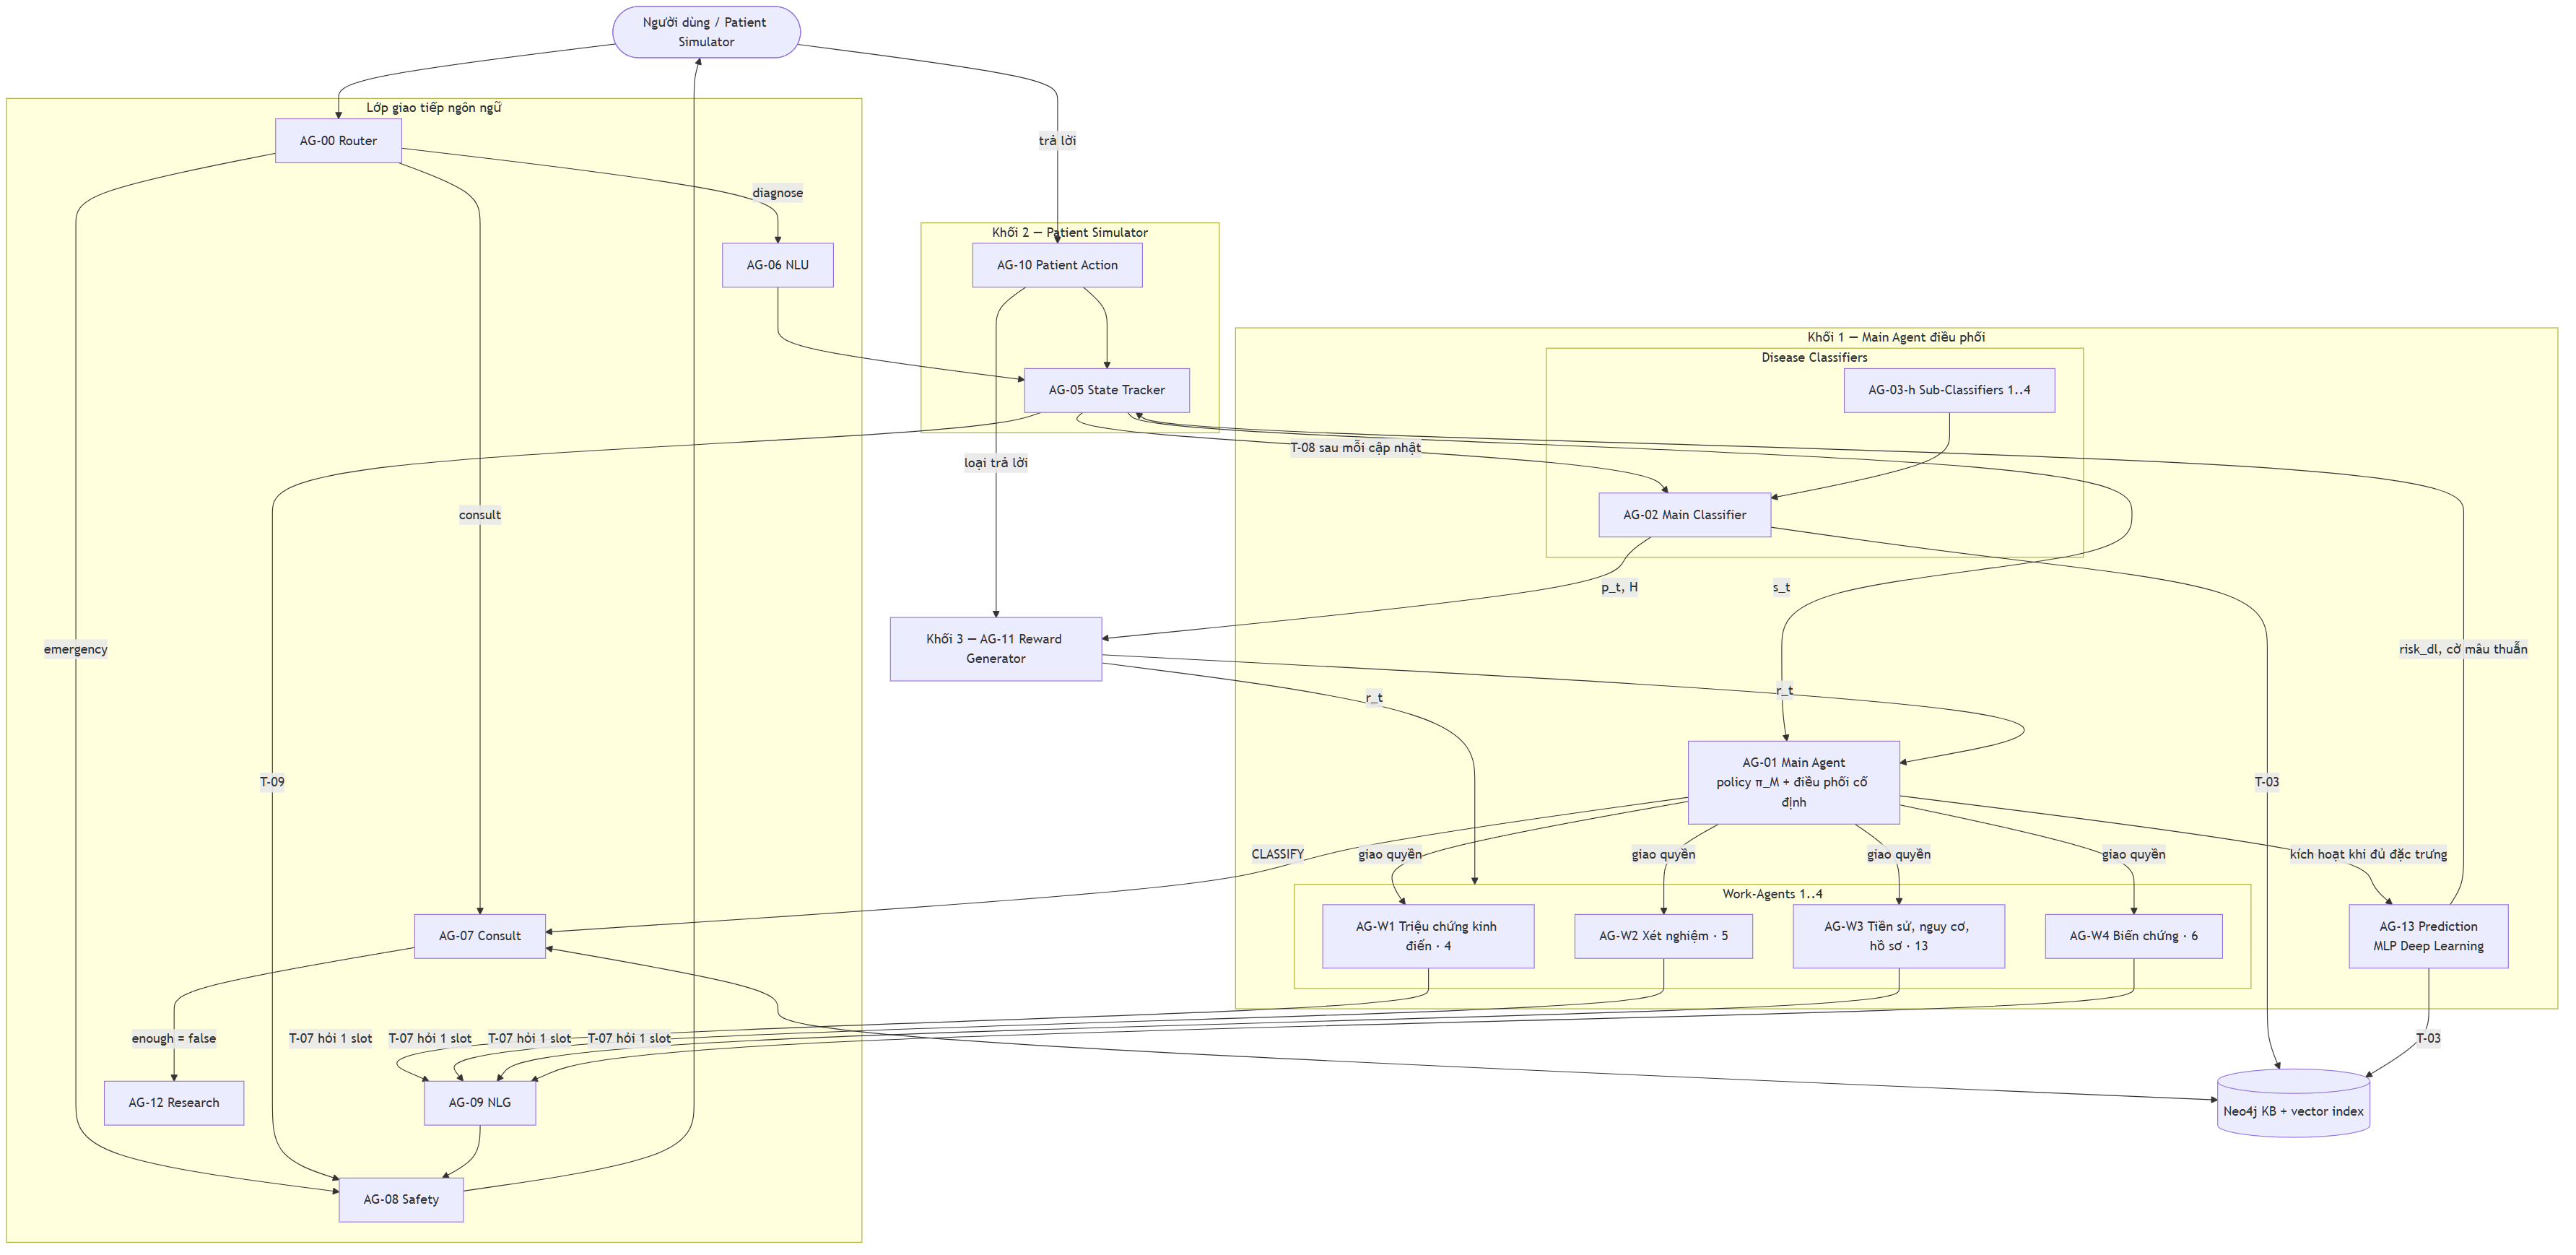 Người dùng / Patient
Simulator
Lớp giao tiếp ngôn ngữ
AG-00 Router
trả lời
diagnose
Khối 2 — Patient Simulator
AG-06 NLU
AG-10 Patient Action
Khối 1 — Main Agent điều phối
Disease Classifiers
AG-05 State Tracker
AG-03-h Sub-Classifiers 1..4
T-08 sau mỗi cập nhật
loại trả lời
consult
AG-02 Main Classifier
p_t, H
s_t
emergency
Khối 3 — AG-11 Reward
Generator
risk_dl, cờ mâu thuẫn
r_t
r_t
T-09
AG-01 Main Agent
policy π_M + điều phối cố
định
T-03
CLASSIFY
giao quyền
giao quyền
giao quyền
giao quyền
kích hoạt khi đủ đặc trưng
Work-Agents 1..4
AG-07 Consult
AG-W1 Triệu chứng kinh
điển · 4
AG-W2 Xét nghiệm · 5
AG-W3 Tiền sử, nguy cơ,
hồ sơ · 13
AG-W4 Biến chứng · 6
AG-13 Prediction
MLP Deep Learning
enough = false
T-07 hỏi 1 slot
T-07 hỏi 1 slot
T-07 hỏi 1 slot
T-07 hỏi 1 slot
T-03
AG-12 Research
AG-09 NLG
Neo4j KB + vector index
AG-08 Safety